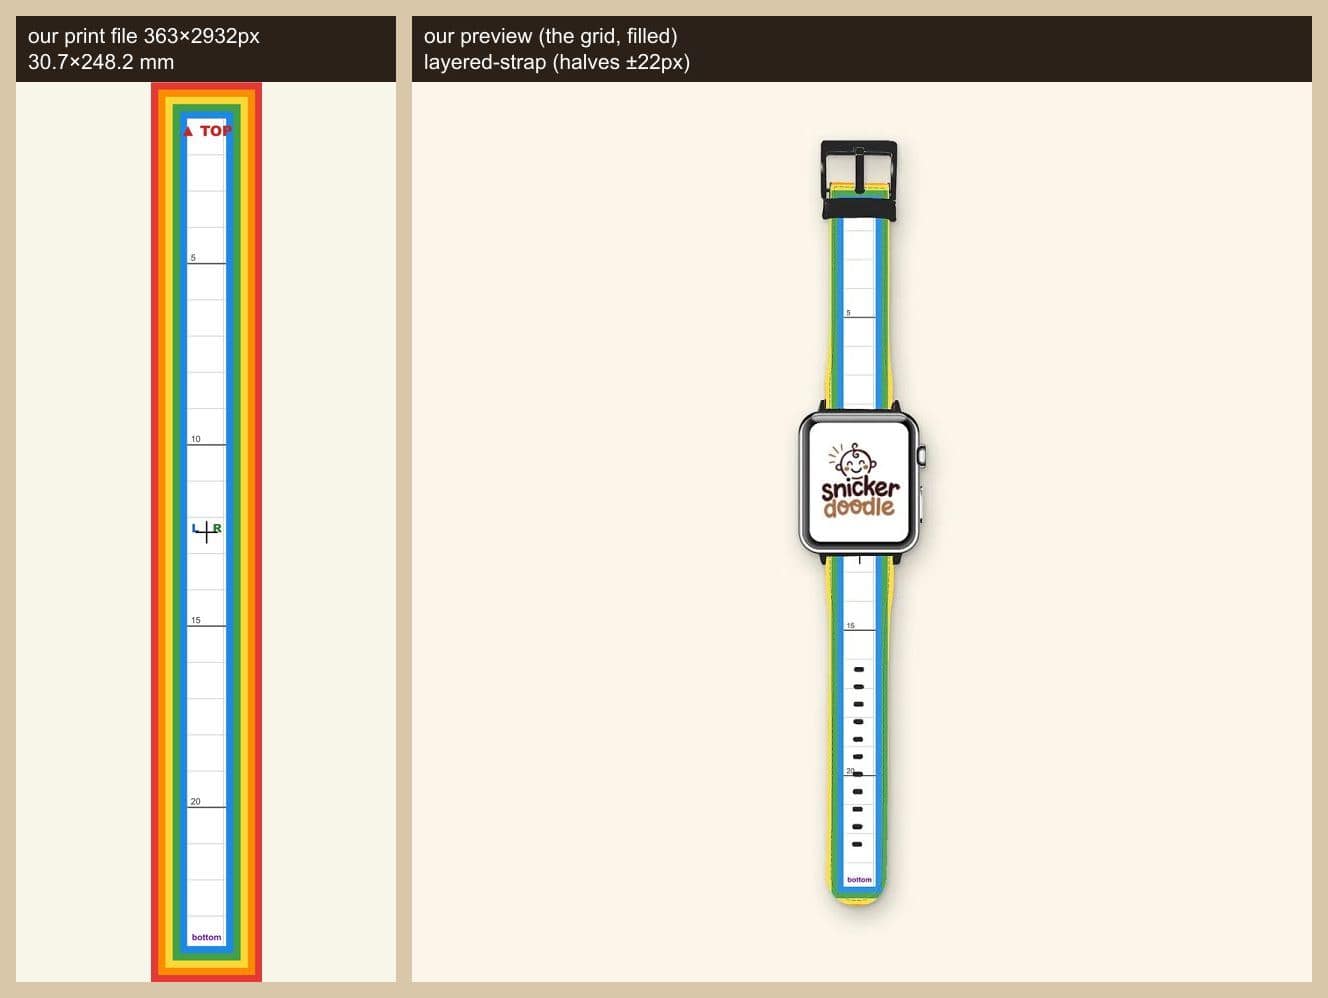 our print file 363×2932px
30.7×248.2 mm
▲ TOP
5
10
L R
15
20
bottom
our preview (the grid, filled)
layered-strap (halves ±22px)
5
snicker
doodle
15
20
bottom